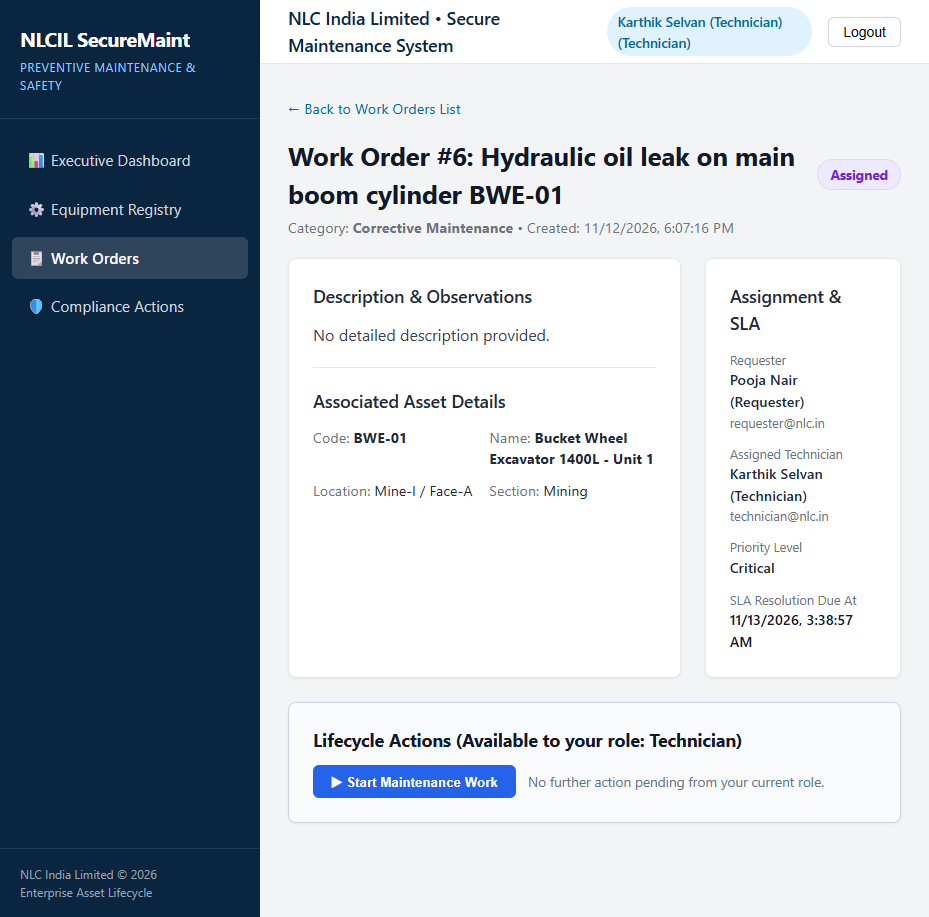 NLCIL SecureMaint
PREVENTIVE MAINTENANCE &
SAFETY
Executive Dashboard
Equipment Registry
Work Orders
Compliance Actions
NLC India Limited © 2026
Enterprise Asset Lifecycle
NLC India Limited • Secure
Maintenance System
Karthik Selvan (Technician)
(Technician)
Logout
← Back to Work Orders List
Work Order #6: Hydraulic oil leak on main
boom cylinder BWE-01
Assigned
Category: Corrective Maintenance • Created: 11/12/2026, 6:07:16 PM
Description & Observations
No detailed description provided.
Associated Asset Details
Code: BWE-01
Name: Bucket Wheel
Excavator 1400L - Unit 1
Location: Mine-I / Face-A
Section: Mining
Assignment &
SLA
Requester
Pooja Nair
(Requester)
requester@nlc.in
Assigned Technician
Karthik Selvan
(Technician)
technician@nlc.in
Priority Level
Critical
SLA Resolution Due At
11/13/2026, 3:38:57
AM
Lifecycle Actions (Available to your role: Technician)
▶ Start Maintenance Work
No further action pending from your current role.